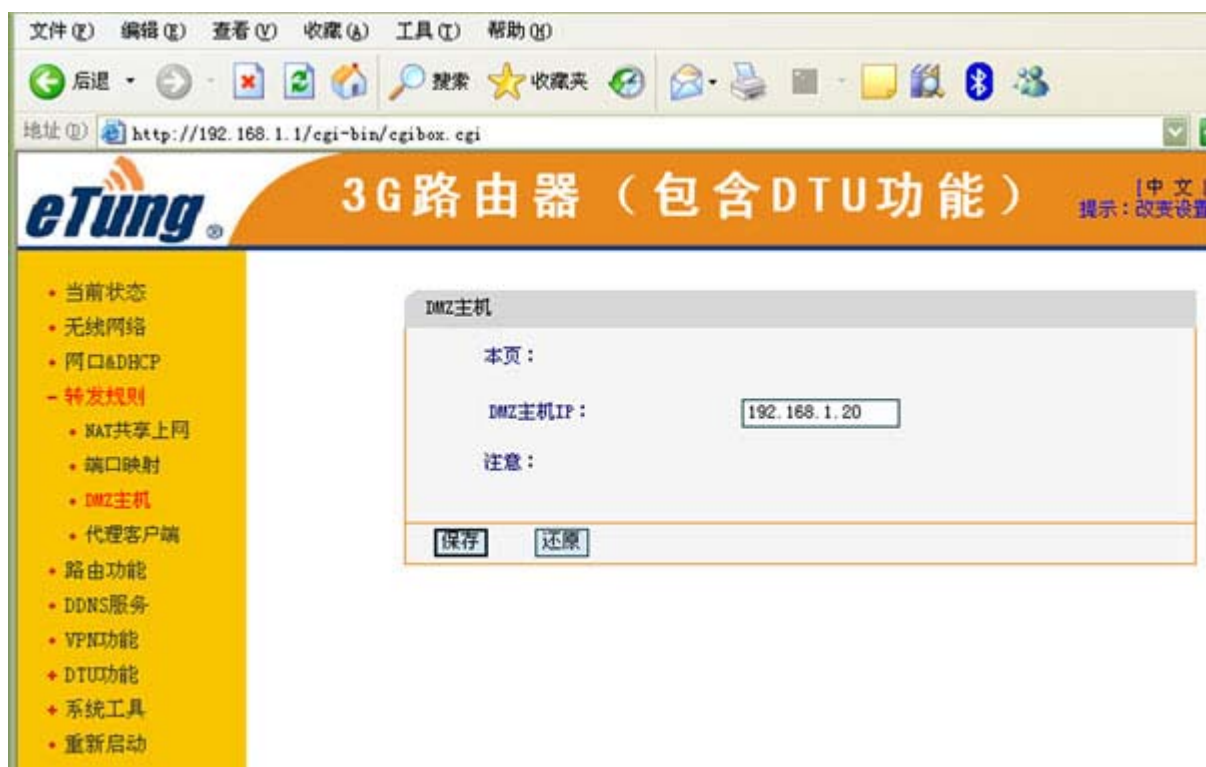 文件(F) 编辑(E) 查看(V) 收藏(A) 工具(T) 帮助(H)
后退 搜索 收藏夹
地址(D) http://192.168.1.1/cgi-bin/cgibox.cgi
eTung ® 3G路由器（包含DTU功能） [中 文
提示：改变设置
• 当前状态
• 无线网络
• 网口&DHCP
- 转发规则
• NAT共享上网
• 端口映射
• DMZ主机
• 代理客户端
• 路由功能
• DDNS服务
• VPN功能
+ DTU功能
+ 系统工具
• 重新启动
DMZ主机
本页：
DMZ主机IP： 192.168.1.20
注意：
保存 还原